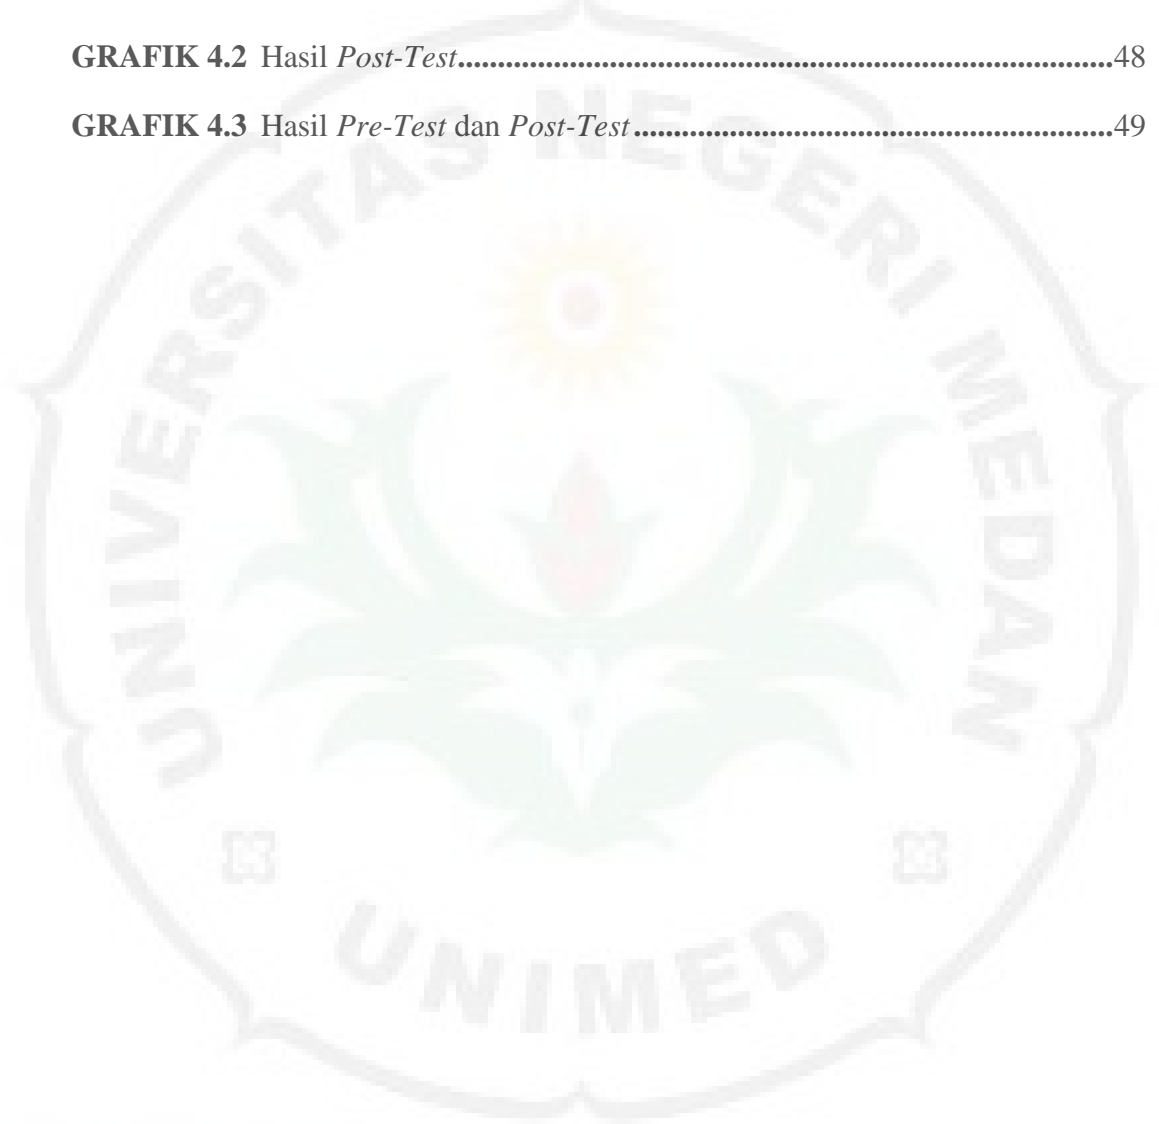 GRAFIK 4.2 Hasil Post-Test..................................................................................48
GRAFIK 4.3 Hasil Pre-Test dan Post-Test............................................................49
UNIVERSITAS NEGERI MEDAN
UNIMED